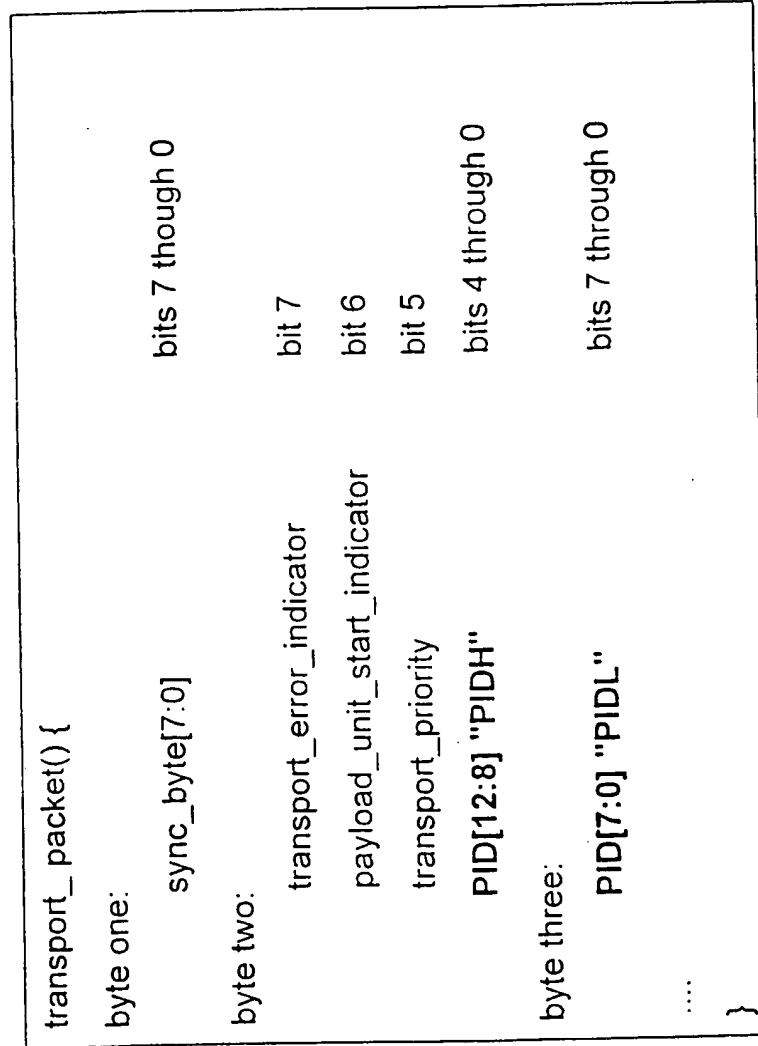 transport_ packet() {
byte one:
sync_byte[7:0] bits 7 though 0
byte two:
transport_error_indicator bit 7
payload_unit_start_indicator bit 6
transport_priority bit 5
PID[12:8] "PIDH" bits 4 through 0
byte three:
PID[7:0] "PIDL" bits 7 through 0
....
}